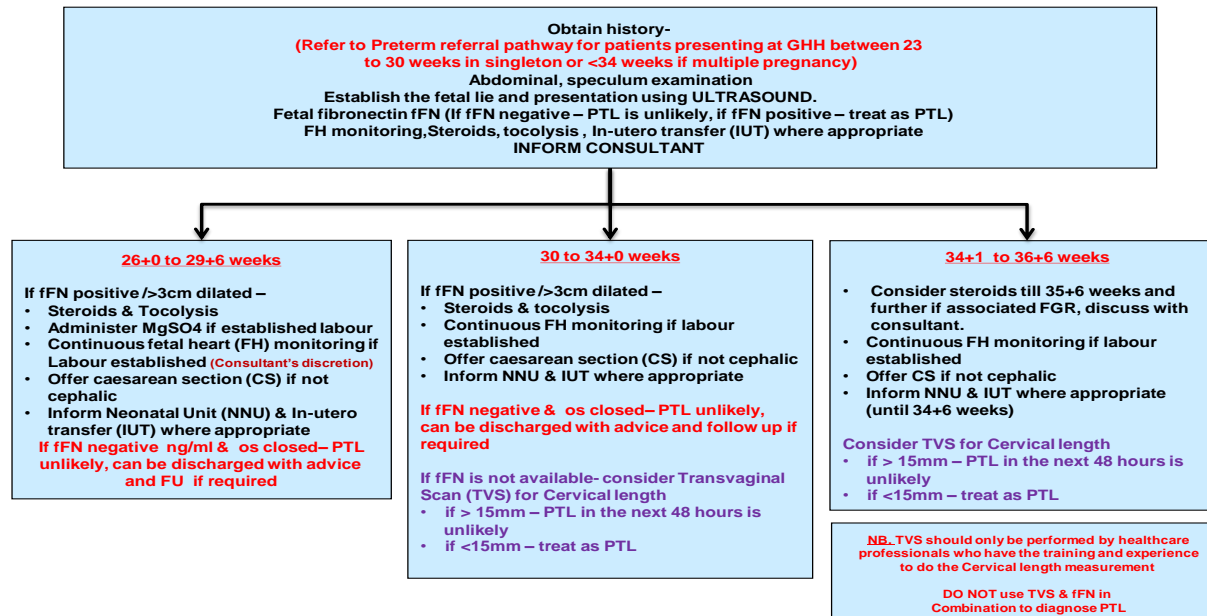 Obtain history-
(Refer to Preterm referral pathway for patients presenting at GHH between 23
to 30 weeks in singleton or <34 weeks if multiple pregnancy)
Abdominal, speculum examination
Establish the fetal lie and presentation using ULTRASOUND.
Fetal fibronectin fFN (If fFN negative – PTL is unlikely, if fFN positive – treat as PTL)
FH monitoring,Steroids, tocolysis , In-utero transfer (IUT) where appropriate
INFORM CONSULTANT
26+0 to 29+6 weeks
If fFN positive />3cm dilated –
• Steroids & Tocolysis
• Administer MgSO4 if established labour
• Continuous fetal heart (FH) monitoring if
Labour established (Consultant's discretion)
• Offer caesarean section (CS) if not
cephalic
• Inform Neonatal Unit (NNU) & In-utero
transfer (IUT) where appropriate
If fFN negative ng/ml & os closed– PTL
unlikely, can be discharged with advice
and FU if required
30 to 34+0 weeks
If fFN positive />3cm dilated –
• Steroids & tocolysis
• Continuous FH monitoring if labour
established
• Offer caesarean section (CS) if not cephalic
• Inform NNU & IUT where appropriate
If fFN negative & os closed– PTL unlikely,
can be discharged with advice and follow up if
required
If fFN is not available- consider Transvaginal
Scan (TVS) for Cervical length
• if > 15mm – PTL in the next 48 hours is
unlikely
• if <15mm – treat as PTL
34+1 to 36+6 weeks
• Consider steroids till 35+6 weeks and
further if associated FGR, discuss with
consultant.
• Continuous FH monitoring if labour
established
• Offer CS if not cephalic
• Inform NNU & IUT where appropriate
(until 34+6 weeks)
Consider TVS for Cervical length
• if > 15mm – PTL in the next 48 hours is
unlikely
• if <15mm – treat as PTL
NB. TVS should only be performed by healthcare
professionals who have the training and experience
to do the Cervical length measurement
DO NOT use TVS & fFN in
Combination to diagnose PTL